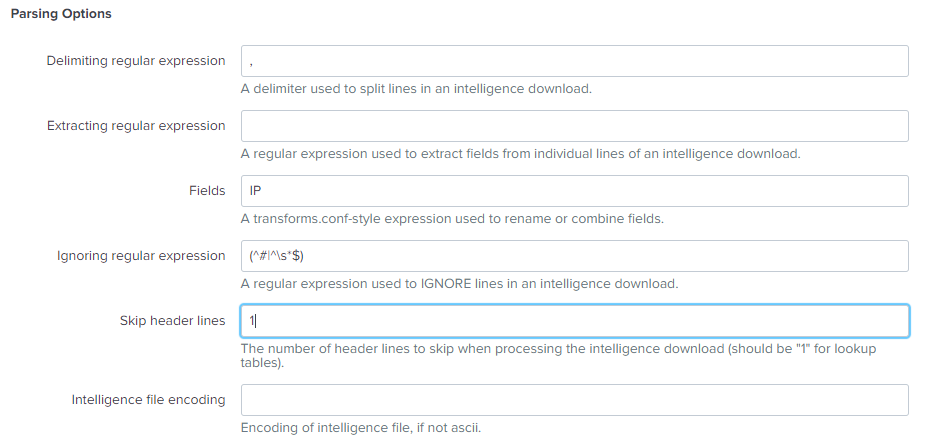 Parsing Options
Delimiting regular expression
,
A delimiter used to split lines in an intelligence download.
Extracting regular expression
A regular expression used to extract fields from individual lines of an intelligence download.
Fields
IP
A transforms.conf-style expression used to rename or combine fields.
Ignoring regular expression
(^#|^\s*$)
A regular expression used to IGNORE lines in an intelligence download.
Skip header lines
1
The number of header lines to skip when processing the intelligence download (should be "1" for lookup
tables).
Intelligence file encoding
Encoding of intelligence file, if not ascii.